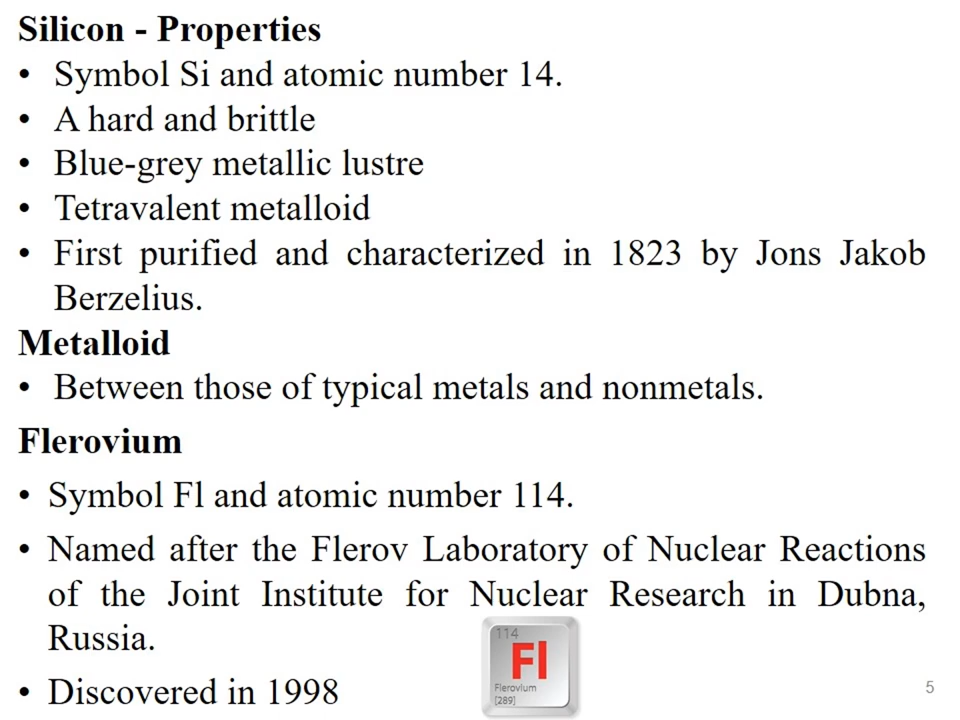 Silicon - Properties
• Symbol Si and atomic number 14.
• A hard and brittle
• Blue-grey metallic lustre
• Tetravalent metalloid
• First purified and characterized in 1823 by Jons Jakob
Berzelius.
Metalloid
• Between those of typical metals and nonmetals.
Flerovium
• Symbol Fl and atomic number 114.
• Named after the Flerov Laboratory of Nuclear Reactions
of the Joint Institute for Nuclear Research in Dubna,
Russia.
• Discovered in 1998
114
Fl
Flerovium
[289]
5